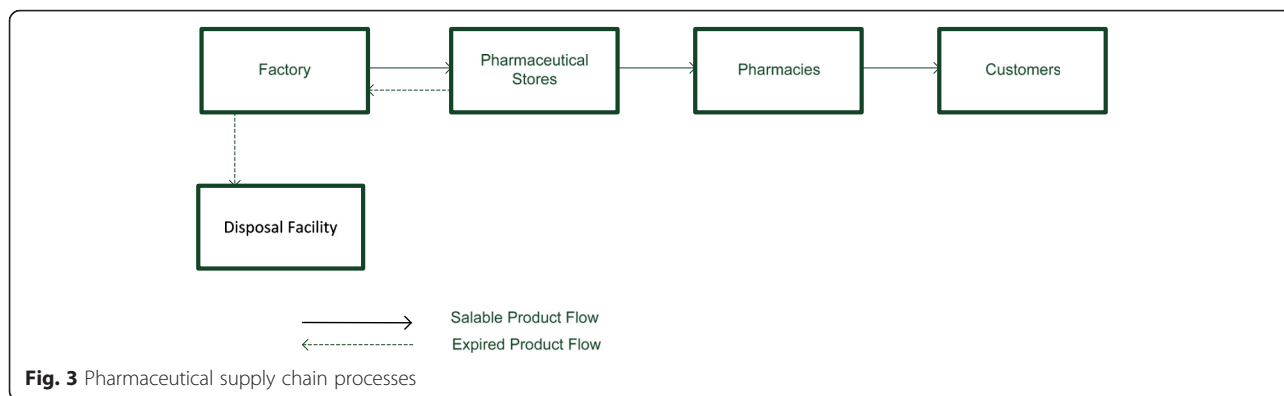 Factory
Pharmaceutical
Stores
Pharmacies
Customers
Disposal Facility
Salable Product Flow
Expired Product Flow
Fig. 3 Pharmaceutical supply chain processes